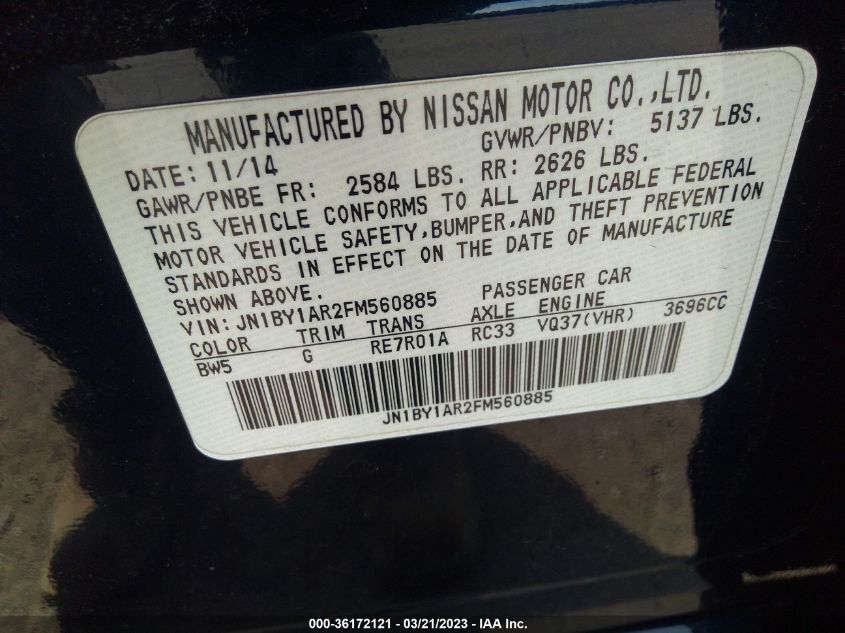 MANUFACTURED BY NISSAN MOTOR CO.,LTD.
DATE: 11/14 GVWR/PNBV: 5137 LBS.
GAWR/PNBE FR: 2584 LBS. RR: 2626 LBS.
THIS VEHICLE CONFORMS TO ALL APPLICABLE FEDERAL
MOTOR VEHICLE SAFETY,BUMPER,AND THEFT PREVENTION
STANDARDS IN EFFECT ON THE DATE OF MANUFACTURE
SHOWN ABOVE.
VIN: JN1BY1AR2FM560885 PASSENGER CAR
COLOR TRIM TRANS AXLE ENGINE
BW5 G RE7R01A RC33 VQ37(VHR) 3696CC
JN1BY1AR2FM560885
000-36172121 - 03/21/2023 - IAA Inc.